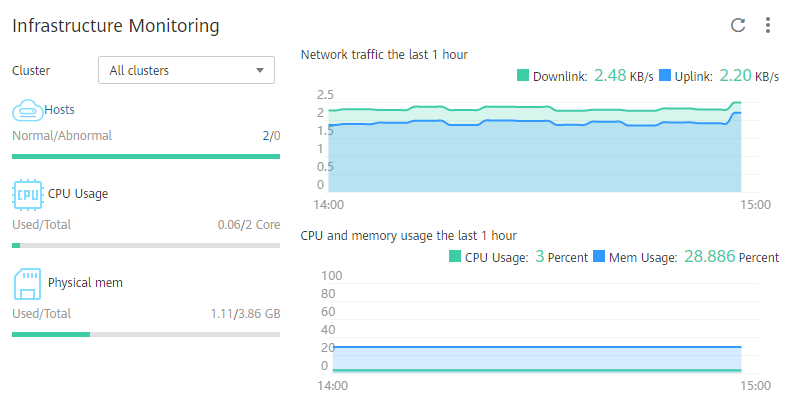 Infrastructure Monitoring
Cluster
All clusters
Hosts
Normal/Abnormal 2/0
CPU
CPU Usage
Used/Total 0.06/2 Core
Physical mem
Used/Total 1.11/3.86 GB
Network traffic the last 1 hour
Downlink: 2.48 KB/s Uplink: 2.20 KB/s
2.5
2
1.5
1
0.5
0
14:00 15:00
CPU and memory usage the last 1 hour
CPU Usage: 3 Percent Mem Usage: 28.886 Percent
100
80
60
40
20
0
14:00 15:00